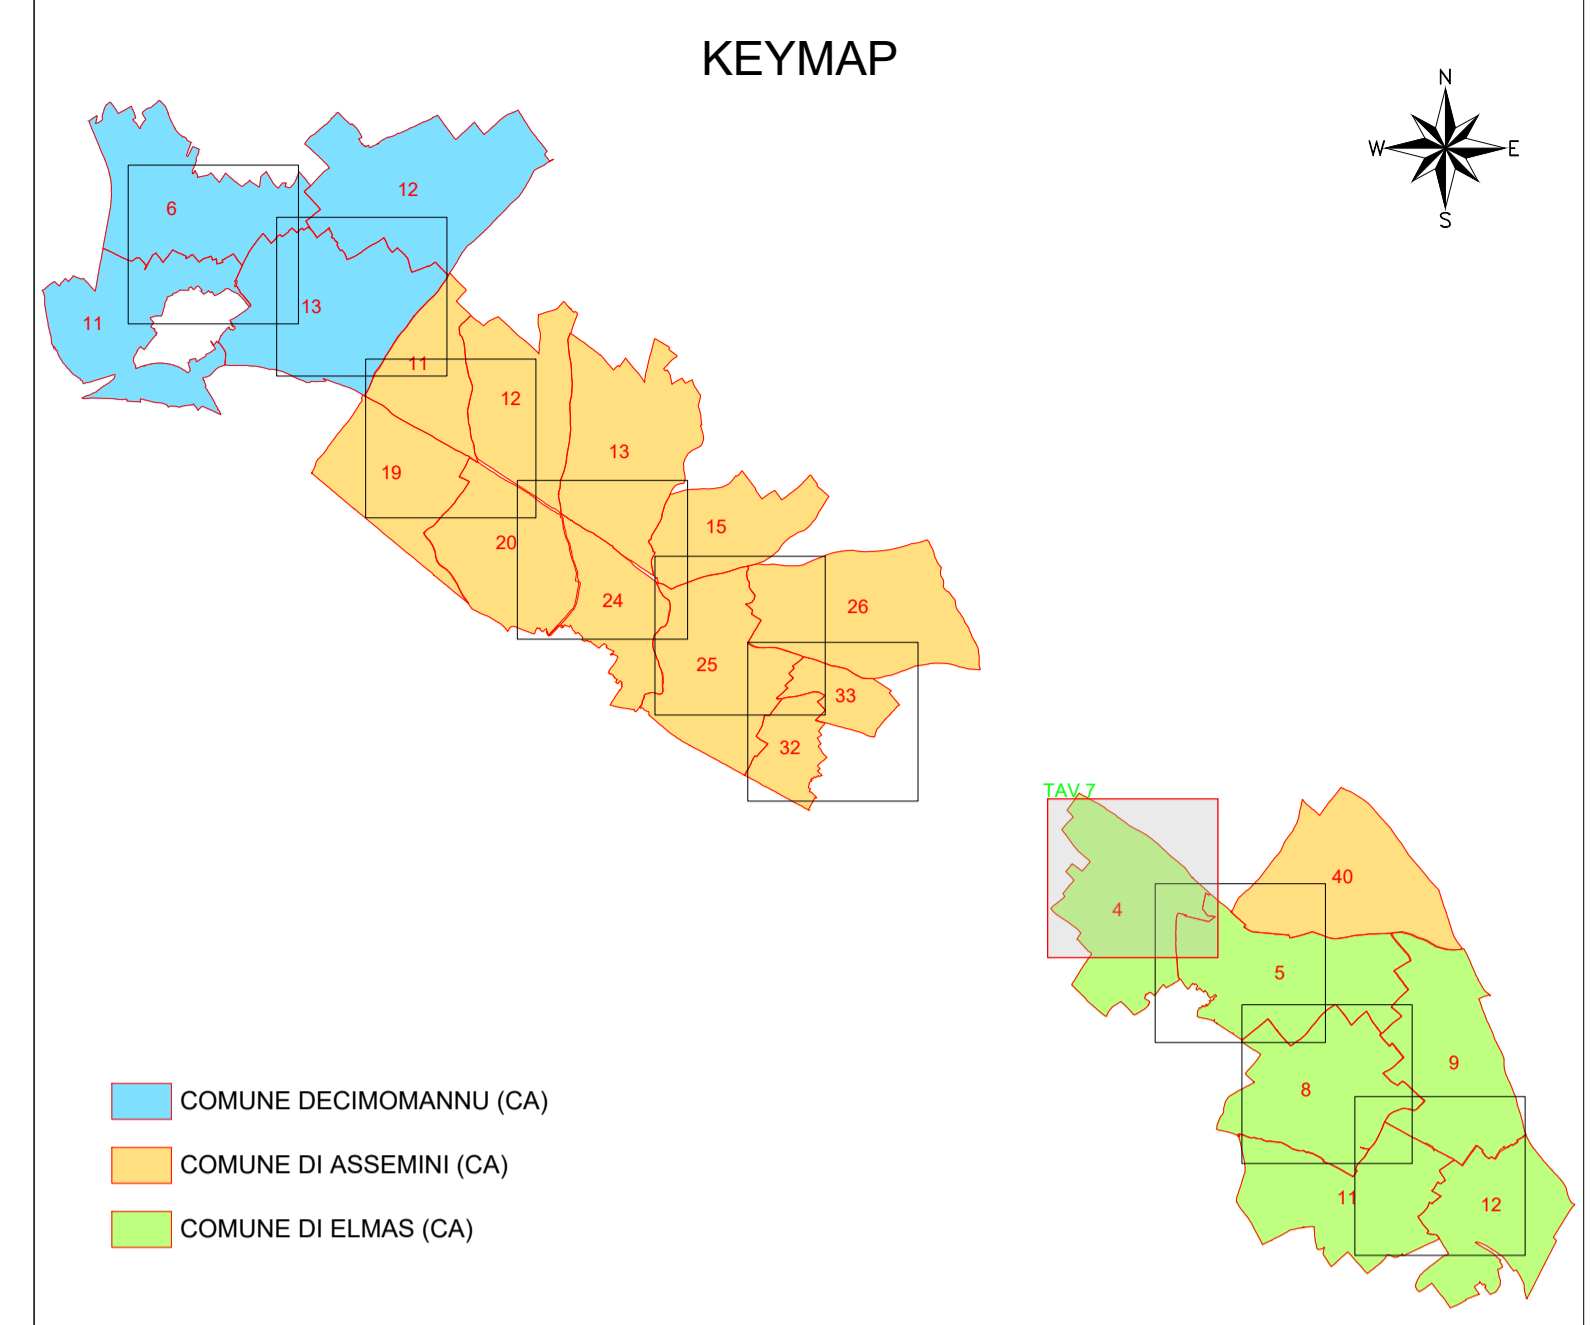 KEYMAP
N
W
E
S
6
12
13
11
11
12
13
19
15
20
24
26
25
33
32
TAV 7
40
4
5
9
8
11
12
COMUNE DECIMOMANNU (CA)
COMUNE DI ASSEMINI (CA)
COMUNE DI ELMAS (CA)